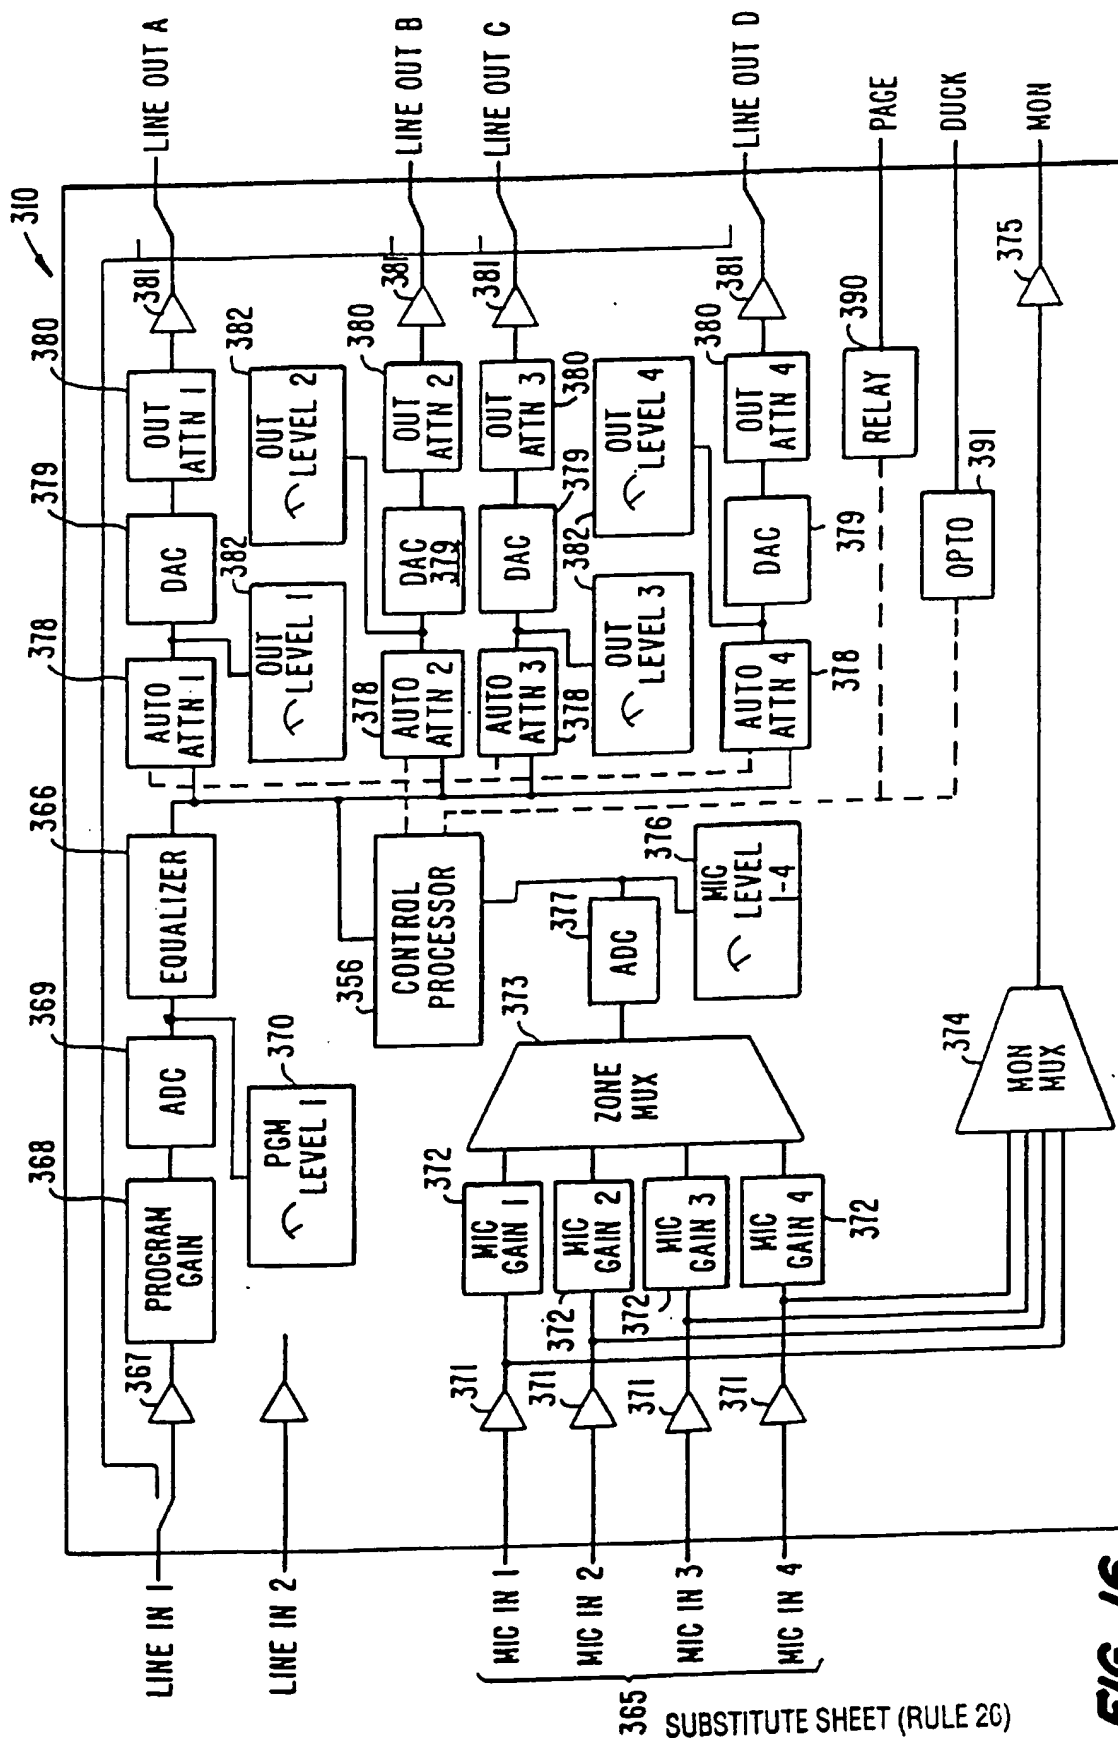 310
LINE IN 1
367
368
PROGRAM
GAIN
369
ADC
366
EQUALIZER
378
AUTO
ATTN 1
379
DAC
380
OUT
ATTN 1
381
LINE OUT A
LINE IN 2
370
PGM
LEVEL 1
382
OUT
LEVEL 1
382
OUT
LEVEL 2
356
CONTROL
PROCESSOR
378
AUTO
ATTN 2
DAC
379
380
OUT
ATTN 2
381
LINE OUT B
AUTO
ATTN 3
378
DAC
379
OUT
ATTN 3
380
381
LINE OUT C
382
OUT
LEVEL 3
OUT
LEVEL 4
AUTO
ATTN 4
378
DAC
379
380
OUT
ATTN 4
381
LINE OUT D
365
MIC IN 1
371
372
MIC
GAIN 1
MIC IN 2
371
372
MIC
GAIN 2
MIC IN 3
371
372
MIC
GAIN 3
MIC IN 4
371
MIC
GAIN 4
372
373
ZONE
MUX
377
ADC
376
MIC
LEVEL
1-4
RELAY
390
PAGE
OPTO
391
DUCK
374
MON
MUX
375
MON
SUBSTITUTE SHEET (RULE 26)
FIG. 16